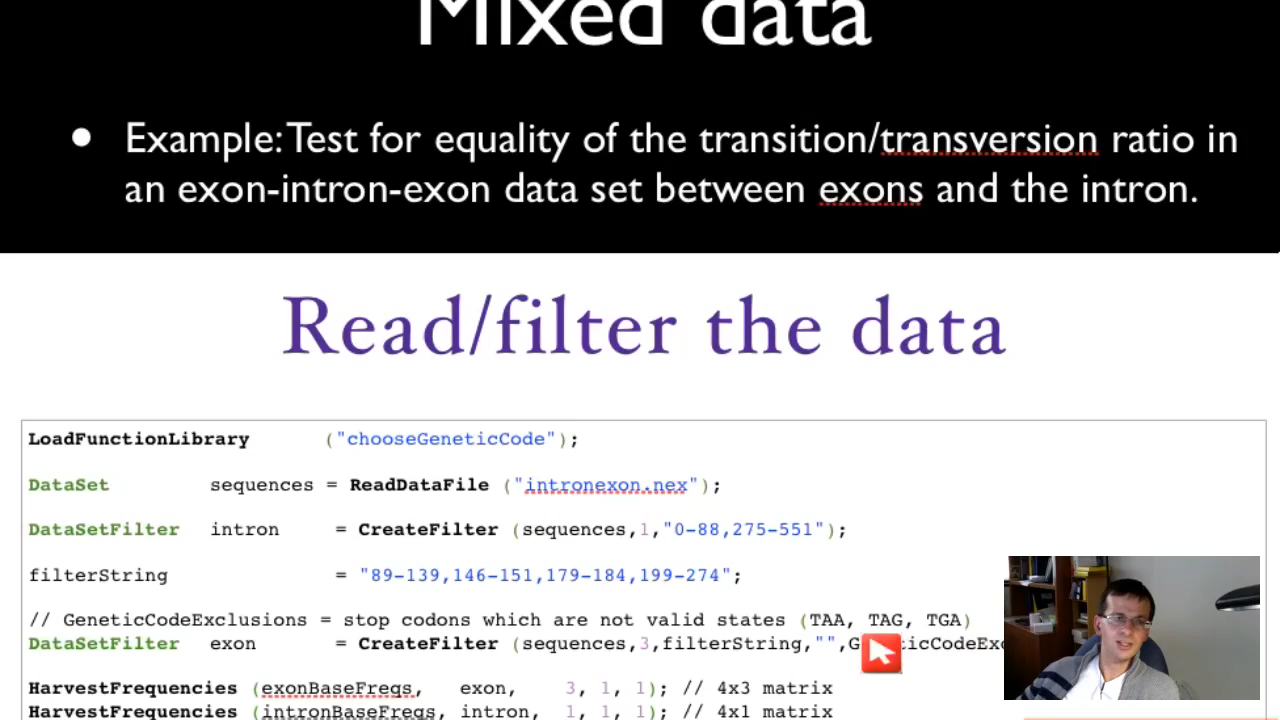 Mixed data
• Example: Test for equality of the transition/transversion ratio in
an exon-intron-exon data set between exons and the intron.
Read/filter the data
LoadFunctionLibrary ("chooseGeneticCode");
DataSet sequences = ReadDataFile ("intronexon.nex");
DataSetFilter intron = CreateFilter (sequences,1,"0-88,275-551");
filterString = "89-139,146-151,179-184,199-274";
// GeneticCodeExclusions = stop codons which are not valid states (TAA, TAG, TGA)
DataSetFilter exon = CreateFilter (sequences,3,filterString,"",
HarvestFrequencies (exonBaseFreqs, exon, 3, 1, 1); // 4x3 matrix
HarvestFrequencies (intronBaseFreqs, intron, 1, 1, 1); // 4x1 matrix